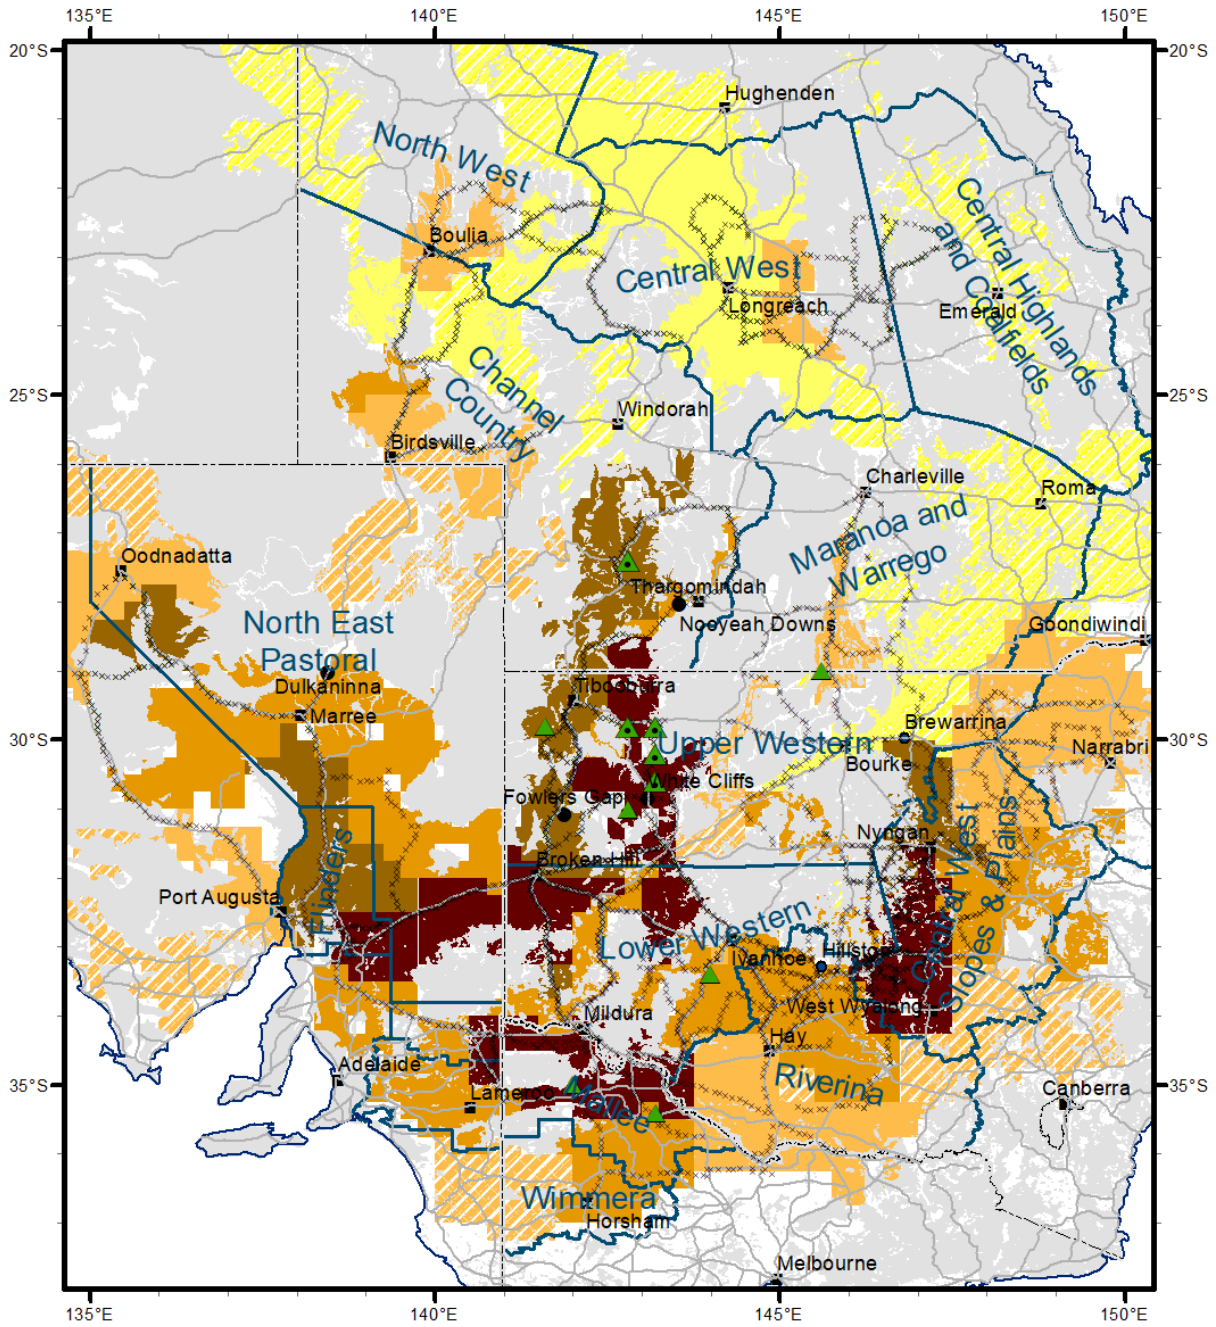 135°E 140°E 145°E 150°E
20°S 20°S
Hughenden
North West
Central Highlands
and Coalfields
Boulia
Central West
Longreach
Emerald
Channel
Country
25°S 25°S
Windorah
Birdsville
Charleville
Roma
Maranoa and
Warrego
Oodnadatta
Thargomindah
North East
Pastoral
Nooyeah Downs
Goondiwindi
Dulkaninna
Tibooburra
Marree
Brewarrina
30°S 30°S
Upper Western
Narrabri
Bourke
White Cliffs
Fowlers Gap
Nyngan
Central West
Slopes & Plains
Broken Hill
Flinders
Port Augusta
Lower Western
Ivanhoe
Hillston
West Wyalong
Mildura
Hay
Adelaide
Riverina
35°S 35°S
Lameroo
Mallee
Canberra
Wimmera
Horsham
Melbourne
135°E 140°E 145°E 150°E